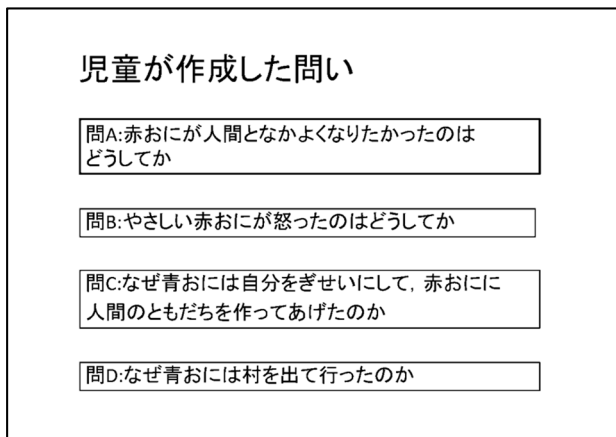 児童が作成した問い
問A:赤おにが人間となかよくなりたかったのは
どうしてか
問B:やさしい赤おにが怒ったのはどうしてか
問C:なぜ青おには自分をぎせいにして，赤おにに
人間のともだちを作ってあげたのか
問D:なぜ青おには村を出て行ったのか